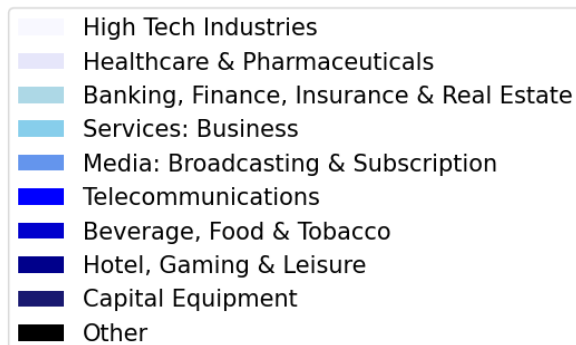 High Tech Industries
Healthcare & Pharmaceuticals
Banking, Finance, Insurance & Real Estate
Services: Business
Media: Broadcasting & Subscription
Telecommunications
Beverage, Food & Tobacco
Hotel, Gaming & Leisure
Capital Equipment
Other